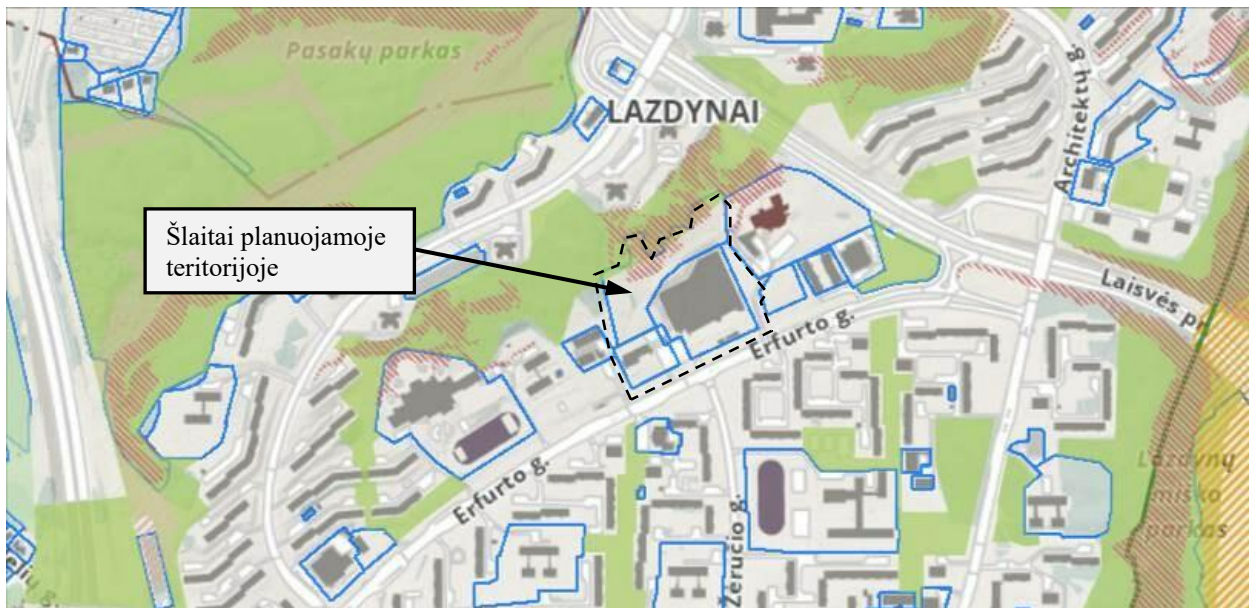 Pasakų parkas
LAZDYNAI
Architektų g.
Šlaitai planuojamoje
teritorijoje
Laisvės pr.
Erfurto g.
Erfurto g.
Žėručio g.
Lazdynų
miško
parkas